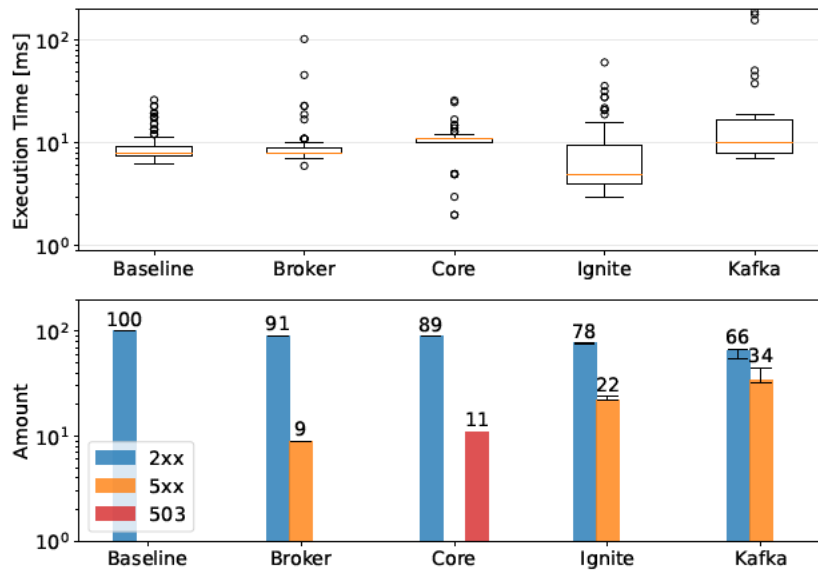 Execution Time [ms]
10²
10¹
10⁰
Baseline Broker Core Ignite Kafka
Amount
10²
10¹
10⁰
100 91 89 78 66
34
22
9 11
2xx
5xx
503
Baseline Broker Core Ignite Kafka